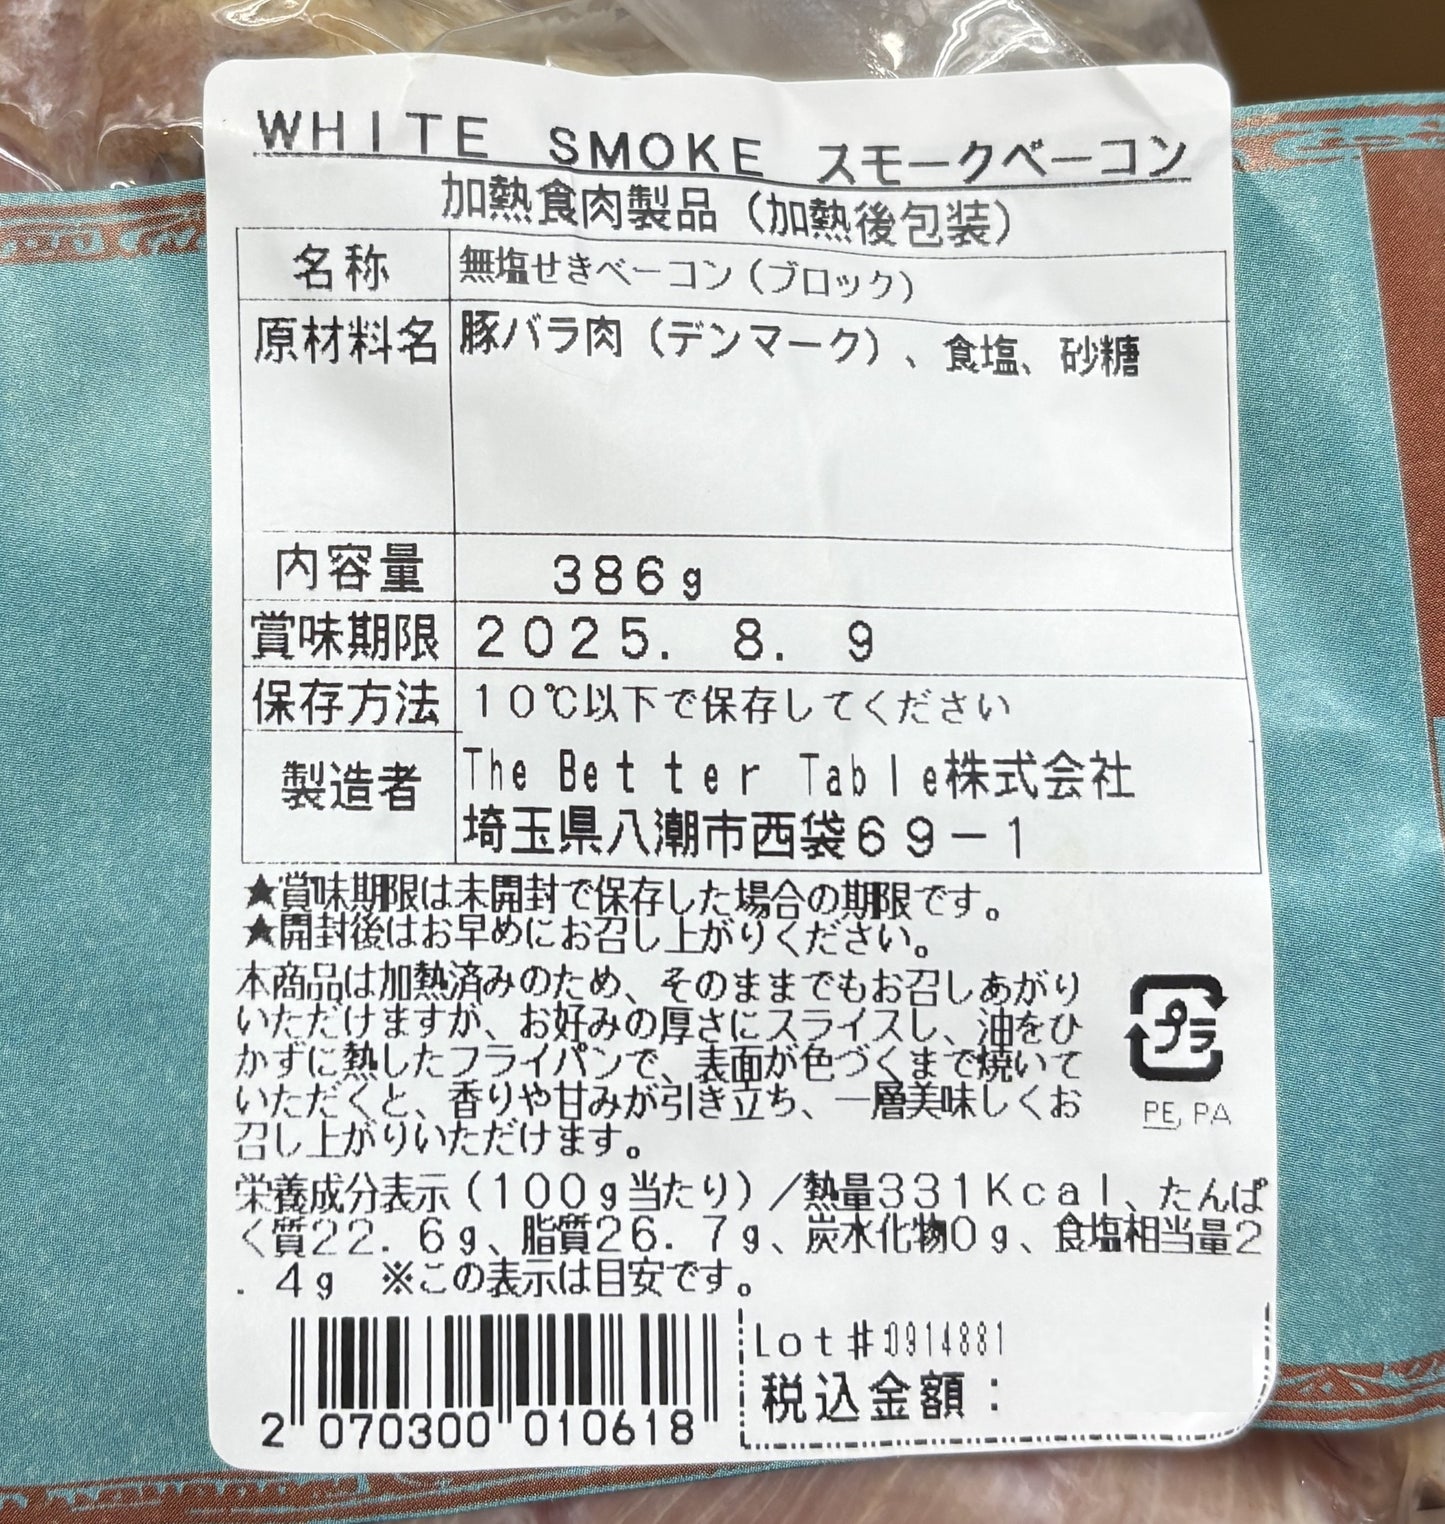 WHITE SMOKE スモークベーコン
加熱食肉製品（加熱後包装）
名称 無塩せきベーコン（ブロック）
原材料名 豚バラ肉（デンマーク）、食塩、砂糖
内容量 386g
賞味期限 2025. 8. 9
保存方法 10℃以下で保存してください
製造者 The Better Table株式会社
埼玉県八潮市西袋69－1
★賞味期限は未開封で保存した場合の期限です。
★開封後はお早めにお召し上がりください。
本商品は加熱済みのため、そのままでもお召しあがり
いただけますが、お好みの厚さにスライスし、油をひ
かずに熱したフライパンで、表面が色づくまで焼いて
いただくと、香りや甘みが引き立ち、一層美味しくお
召し上がりいただけます。
プラ
PE, PA
栄養成分表示（100g当たり）／熱量331Kcal、たんぱ
く質22. 6g、脂質26. 7g、炭水化物0g、食塩相当量2
. 4g ※この表示は目安です。
2 070300 010618
Lot#:0914881
税込金額：